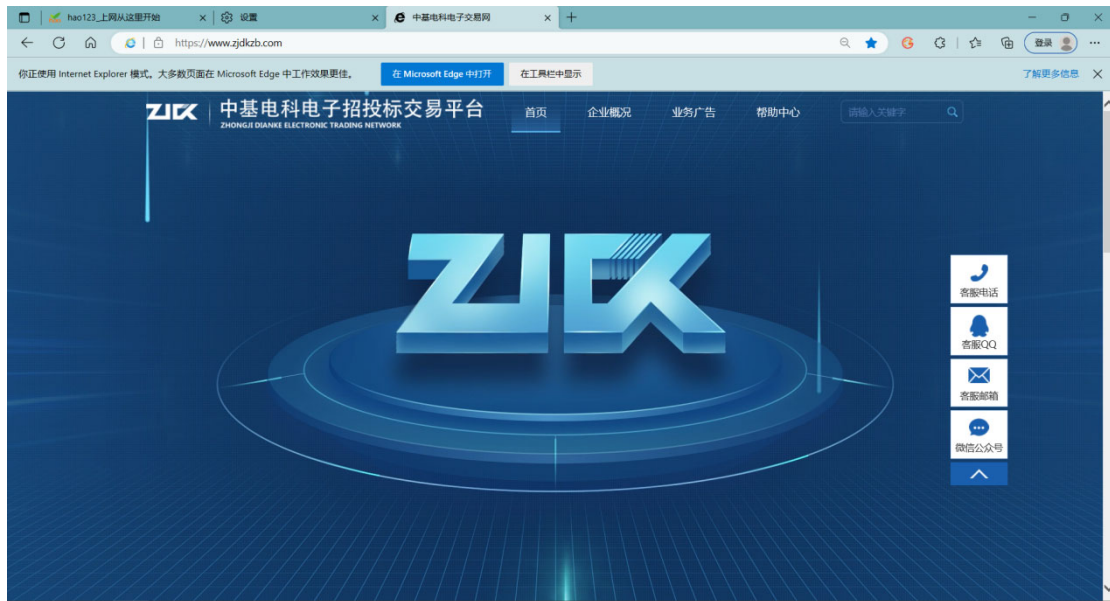 hao123_上网从这里开始
设置
中基电科电子交易网
https://www.zjdkzb.com
登录
你正使用 Internet Explorer 模式。大多数页面在 Microsoft Edge 中工作效果更佳。
在 Microsoft Edge 中打开
在工具栏中显示
了解更多信息
ZJDK
中基电科电子招投标交易平台
ZHONGJI DIANKE ELECTRONIC TRADING NETWORK
首页
企业概况
业务广告
帮助中心
请输入关键字
ZJDK
客服电话
客服QQ
客服邮箱
微信公众号